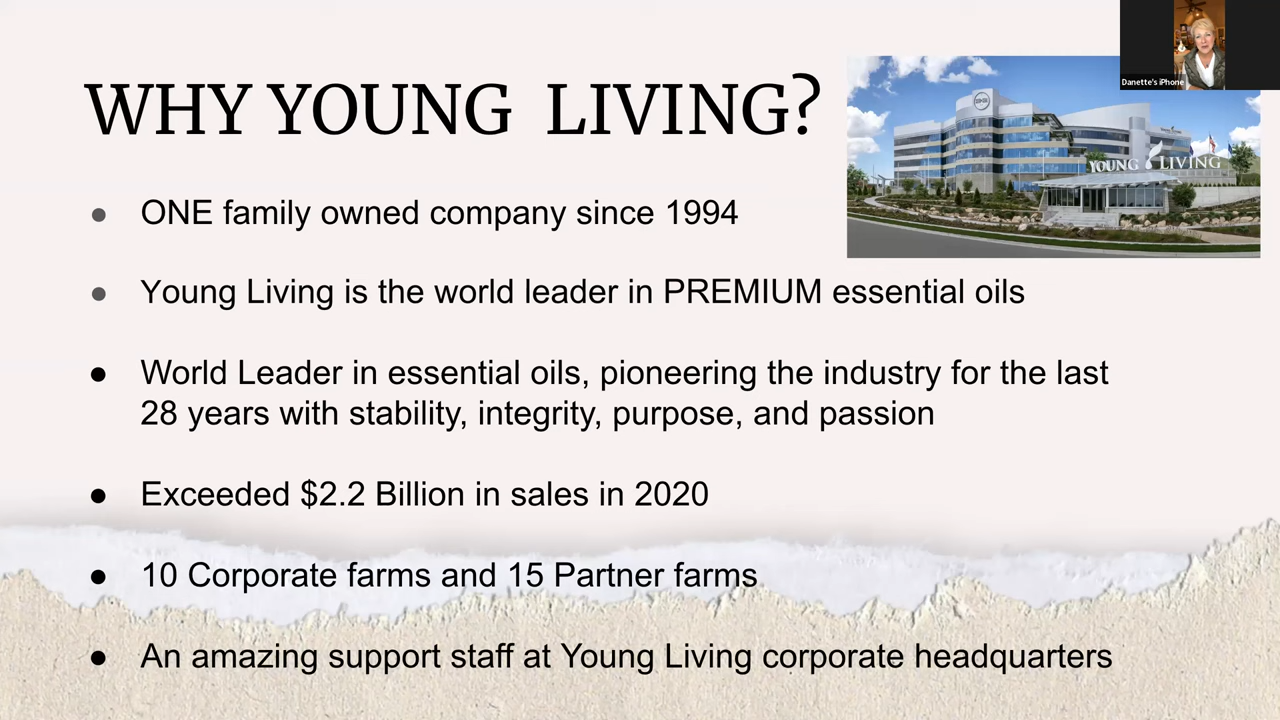 WHY YOUNG LIVING?
Danette's iPhone
YOUNG LIVING
● ONE family owned company since 1994
● Young Living is the world leader in PREMIUM essential oils
● World Leader in essential oils, pioneering the industry for the last
28 years with stability, integrity, purpose, and passion
● Exceeded $2.2 Billion in sales in 2020
● 10 Corporate farms and 15 Partner farms
● An amazing support staff at Young Living corporate headquarters